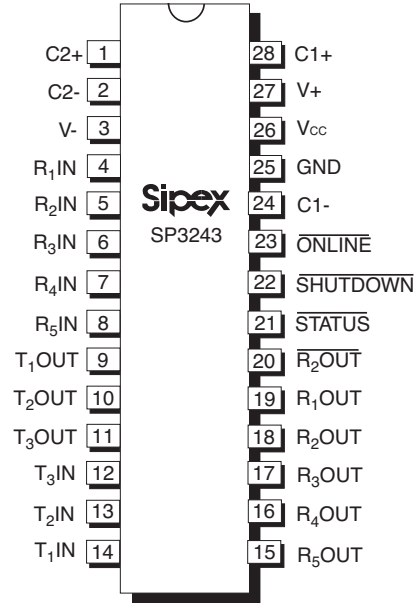 C2+ 1 28 C1+
C2- 2 27 V+
V- 3 26 Vcc
R1IN 4 25 GND
R2IN 5 24 C1-
R3IN 6 23 ONLINE
R4IN 7 22 SHUTDOWN
R5IN 8 21 STATUS
T1OUT 9 20 R2OUT
T2OUT 10 19 R1OUT
T3OUT 11 18 R2OUT
T3IN 12 17 R3OUT
T2IN 13 16 R4OUT
T1IN 14 15 R5OUT
Sipex
SP3243